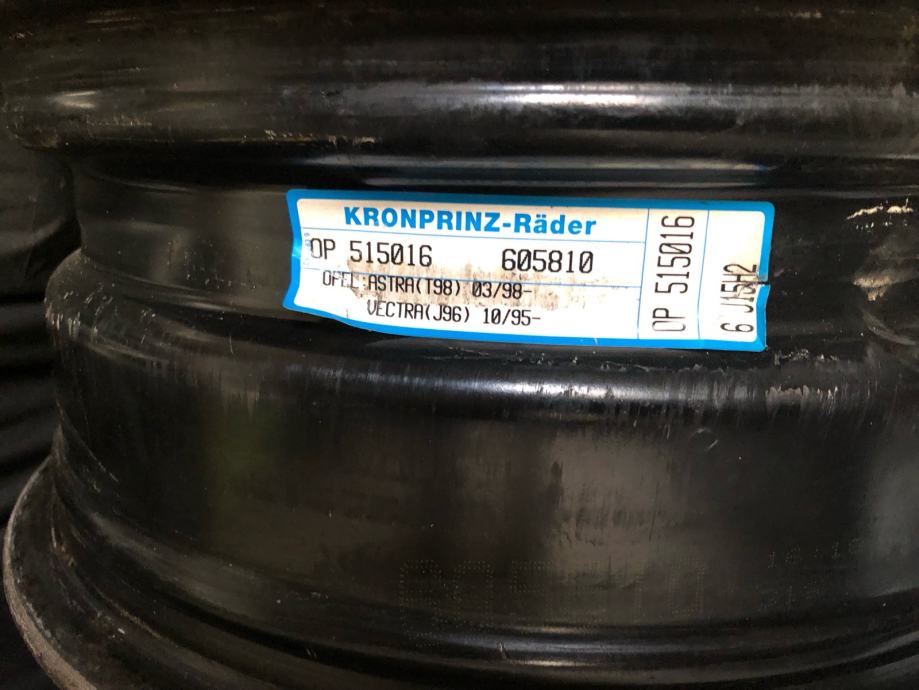 KRONPRINZ-Räder
OP 515016 605810
OPEL:ASTRA(T98) 03/98-
VECTRA(J96) 10/95-
OP 515016
6 J15H2